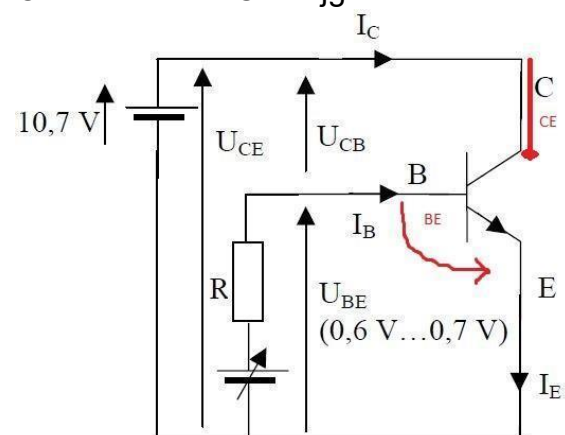 I_C
C
CE
10,7 V
U_CE
U_CB
B
I_B
BE
R
U_BE
E
(0,6 V…0,7 V)
I_E